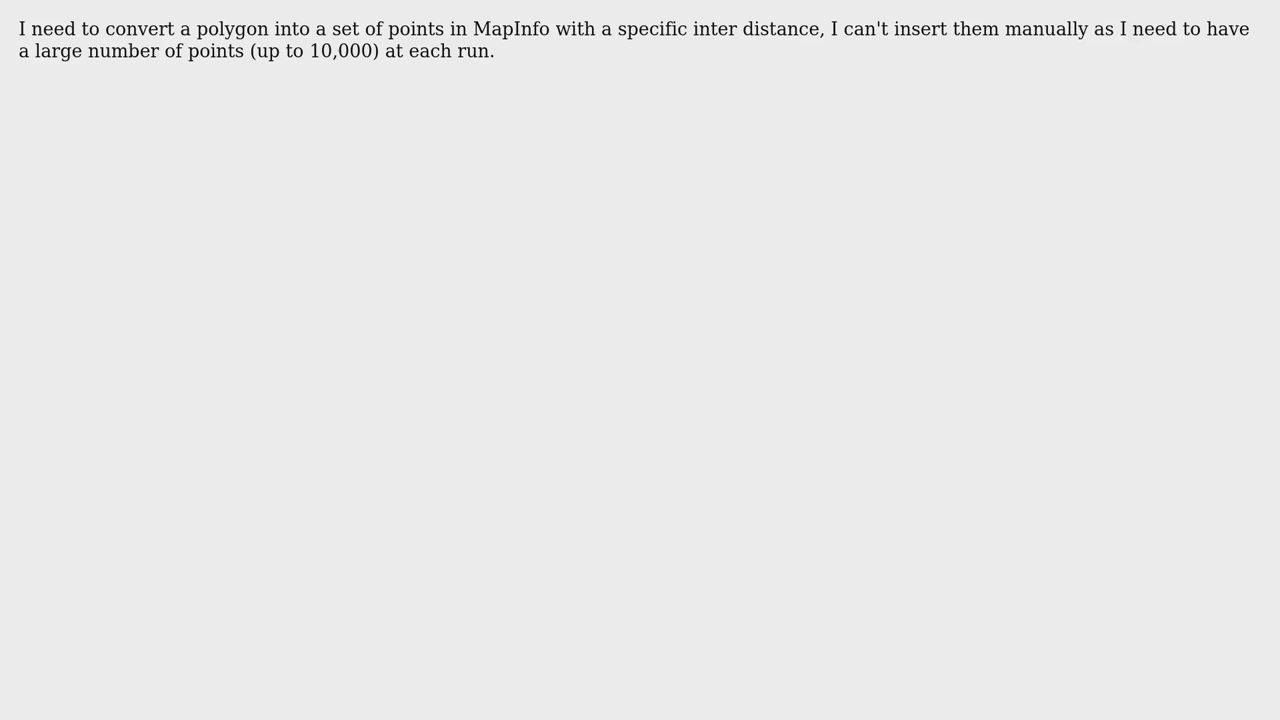 I need to convert a polygon into a set of points in MapInfo with a specific inter distance, I can't insert them manually as I need to have
a large number of points (up to 10,000) at each run.